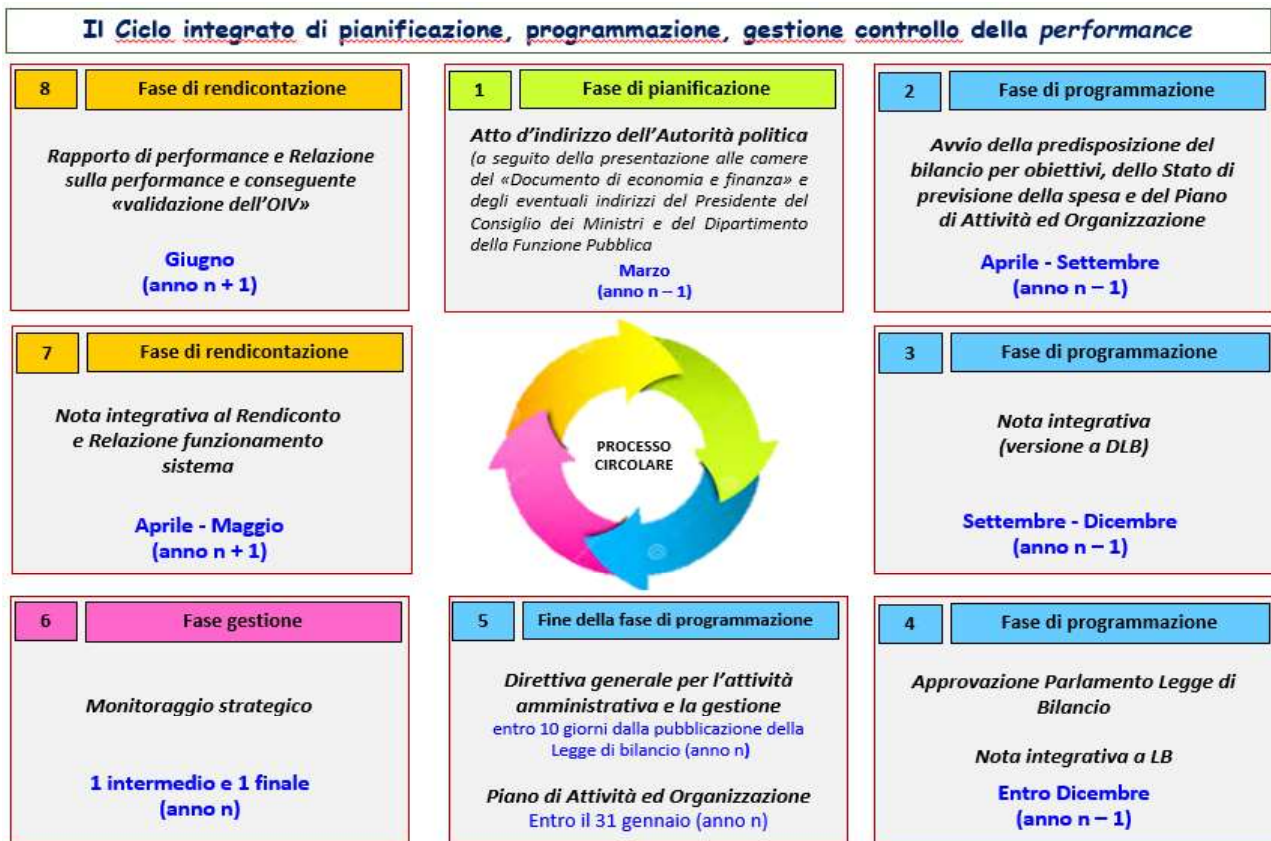 Il Ciclo integrato di pianificazione, programmazione, gestione controllo della performance
8
Fase di rendicontazione
Rapporto di performance e Relazione
sulla performance e conseguente
«validazione dell'OIV»
Giugno
(anno n + 1)
1
Fase di pianificazione
Atto d'indirizzo dell'Autorità politica
(a seguito della presentazione alle camere
del «Documento di economia e finanza» e
degli eventuali indirizzi del Presidente del
Consiglio dei Ministri e del Dipartimento
della Funzione Pubblica
Marzo
(anno n – 1)
2
Fase di programmazione
Avvio della predisposizione del
bilancio per obiettivi, dello Stato di
previsione della spesa e del Piano
di Attività ed Organizzazione
Aprile - Settembre
(anno n – 1)
7
Fase di rendicontazione
Nota integrativa al Rendiconto
e Relazione funzionamento
sistema
Aprile - Maggio
(anno n + 1)
PROCESSO
CIRCOLARE
3
Fase di programmazione
Nota integrativa
(versione a DLB)
Settembre - Dicembre
(anno n – 1)
6
Fase gestione
Monitoraggio strategico
1 intermedio e 1 finale
(anno n)
5
Fine della fase di programmazione
Direttiva generale per l'attività
amministrativa e la gestione
entro 10 giorni dalla pubblicazione della
Legge di bilancio (anno n)
Piano di Attività ed Organizzazione
Entro il 31 gennaio (anno n)
4
Fase di programmazione
Approvazione Parlamento Legge di
Bilancio
Nota integrativa a LB
Entro Dicembre
(anno n – 1)